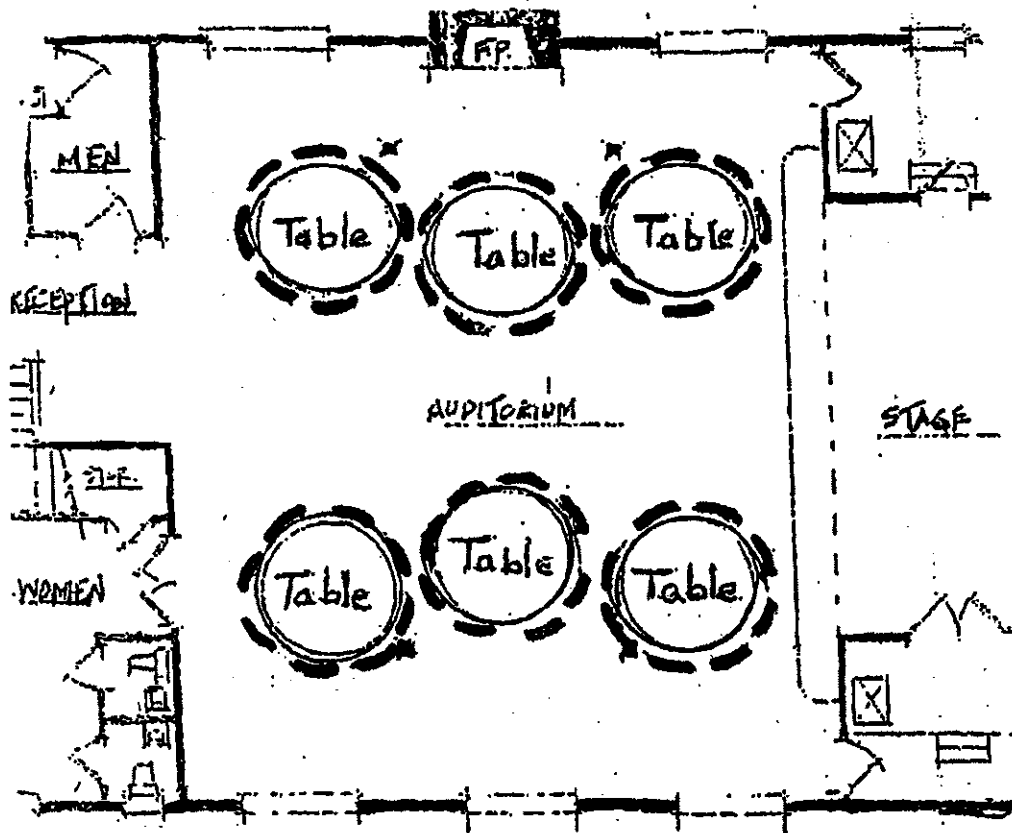 F.P.
MEN
Table
Table
Table
RECEPTION
AUDITORIUM
STAGE
WOMEN
Table
Table
Table